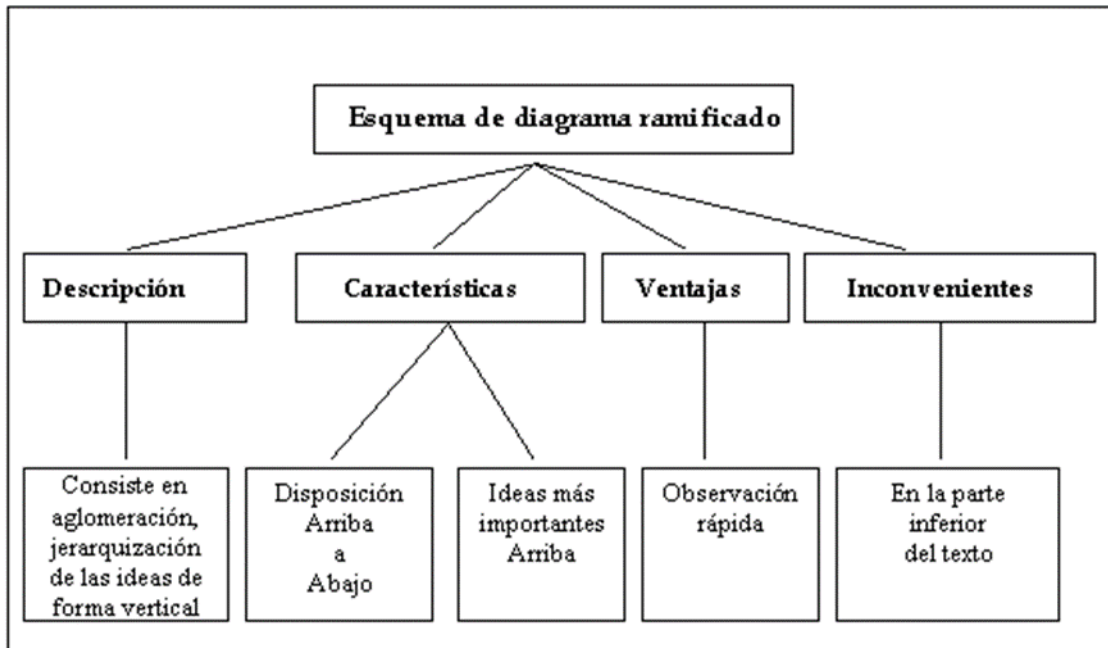 Esquema de diagrama ramificado
Descripción
Características
Ventajas
Inconvenientes
Consiste en
aglomeración,
jerarquización
de las ideas de
forma vertical
Disposición
Arriba
a
Abajo
Ideas más
importantes
Arriba
Observación
rápida
En la parte
inferior
del texto